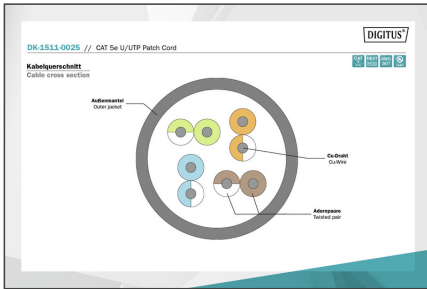 DIGITUS®
DK-1511-0025 // CAT 5e U/UTP Patch Cord
Kabelquerschnitt
Cable cross section
Außenmantel
Outer jacket
Cu-Draht
Cu-Wire
Adernpaare
Twisted pair